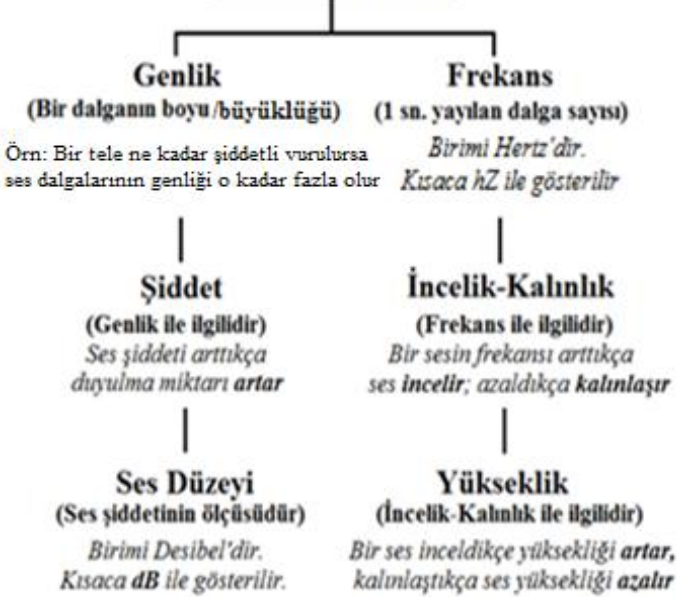 Genlik
(Bir dalganın boyu/büyüklüğü)
Örn: Bir tele ne kadar şiddetli vurulursa
ses dalgalarının genliği o kadar fazla olur
Şiddet
(Genlik ile ilgilidir)
Ses şiddeti arttıkça
duyulma miktarı artar
Ses Düzeyi
(Ses şiddetinin ölçüsüdür)
Birimi Desibel'dir.
Kısaca dB ile gösterilir.
Frekans
(1 sn. yayılan dalga sayısı)
Birimi Hertz'dir.
Kısaca hZ ile gösterilir
İncelik-Kalınlık
(Frekans ile ilgilidir)
Bir sesin frekansı arttıkça
ses incelir; azaldıkça kalınlaşır
Yükseklik
(İncelik-Kalınlık ile ilgilidir)
Bir ses inceldikçe yüksekliği artar,
kalınlaştıkça ses yüksekliği azalır